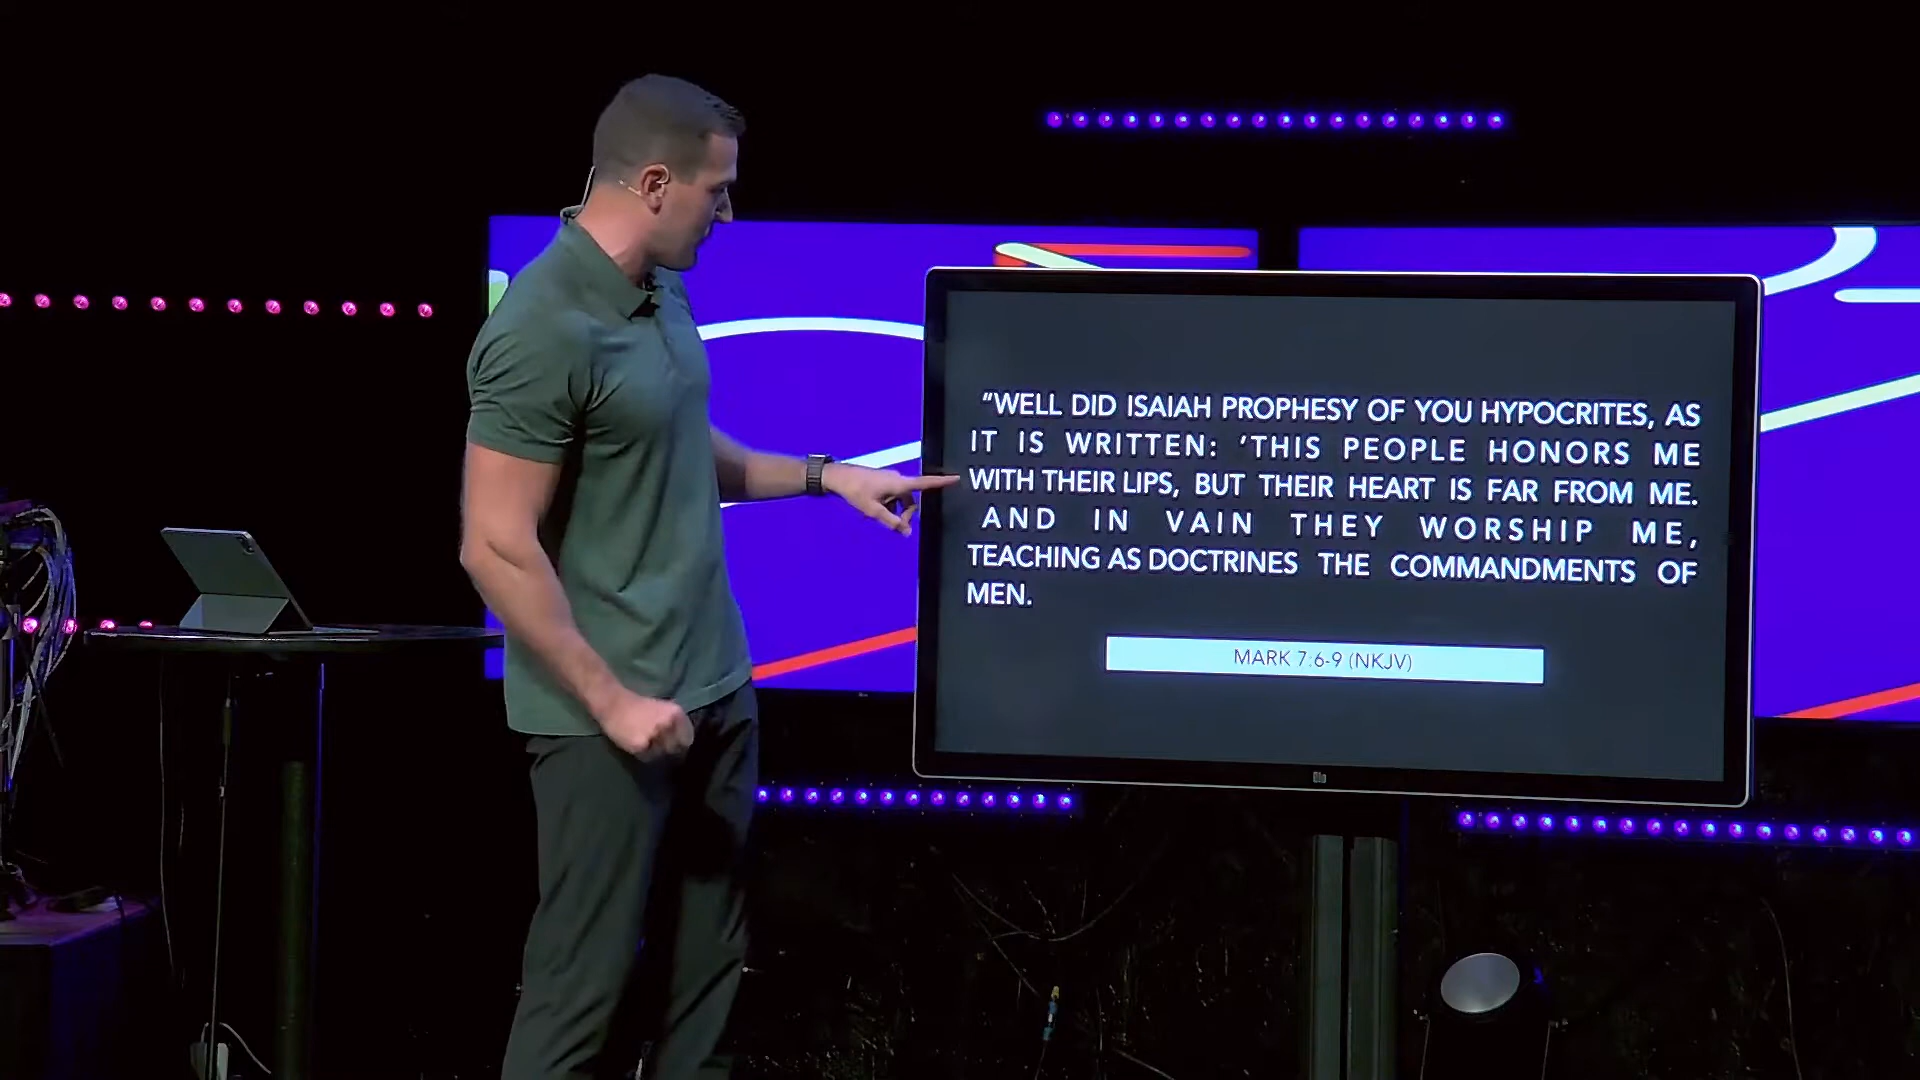 “WELL DID ISAIAH PROPHESY OF YOU HYPOCRITES, AS
IT IS WRITTEN: ‘THIS PEOPLE HONORS ME
WITH THEIR LIPS, BUT THEIR HEART IS FAR FROM ME.
AND IN VAIN THEY WORSHIP ME,
TEACHING AS DOCTRINES THE COMMANDMENTS OF
MEN.
MARK 7:6-9 (NKJV)
elo